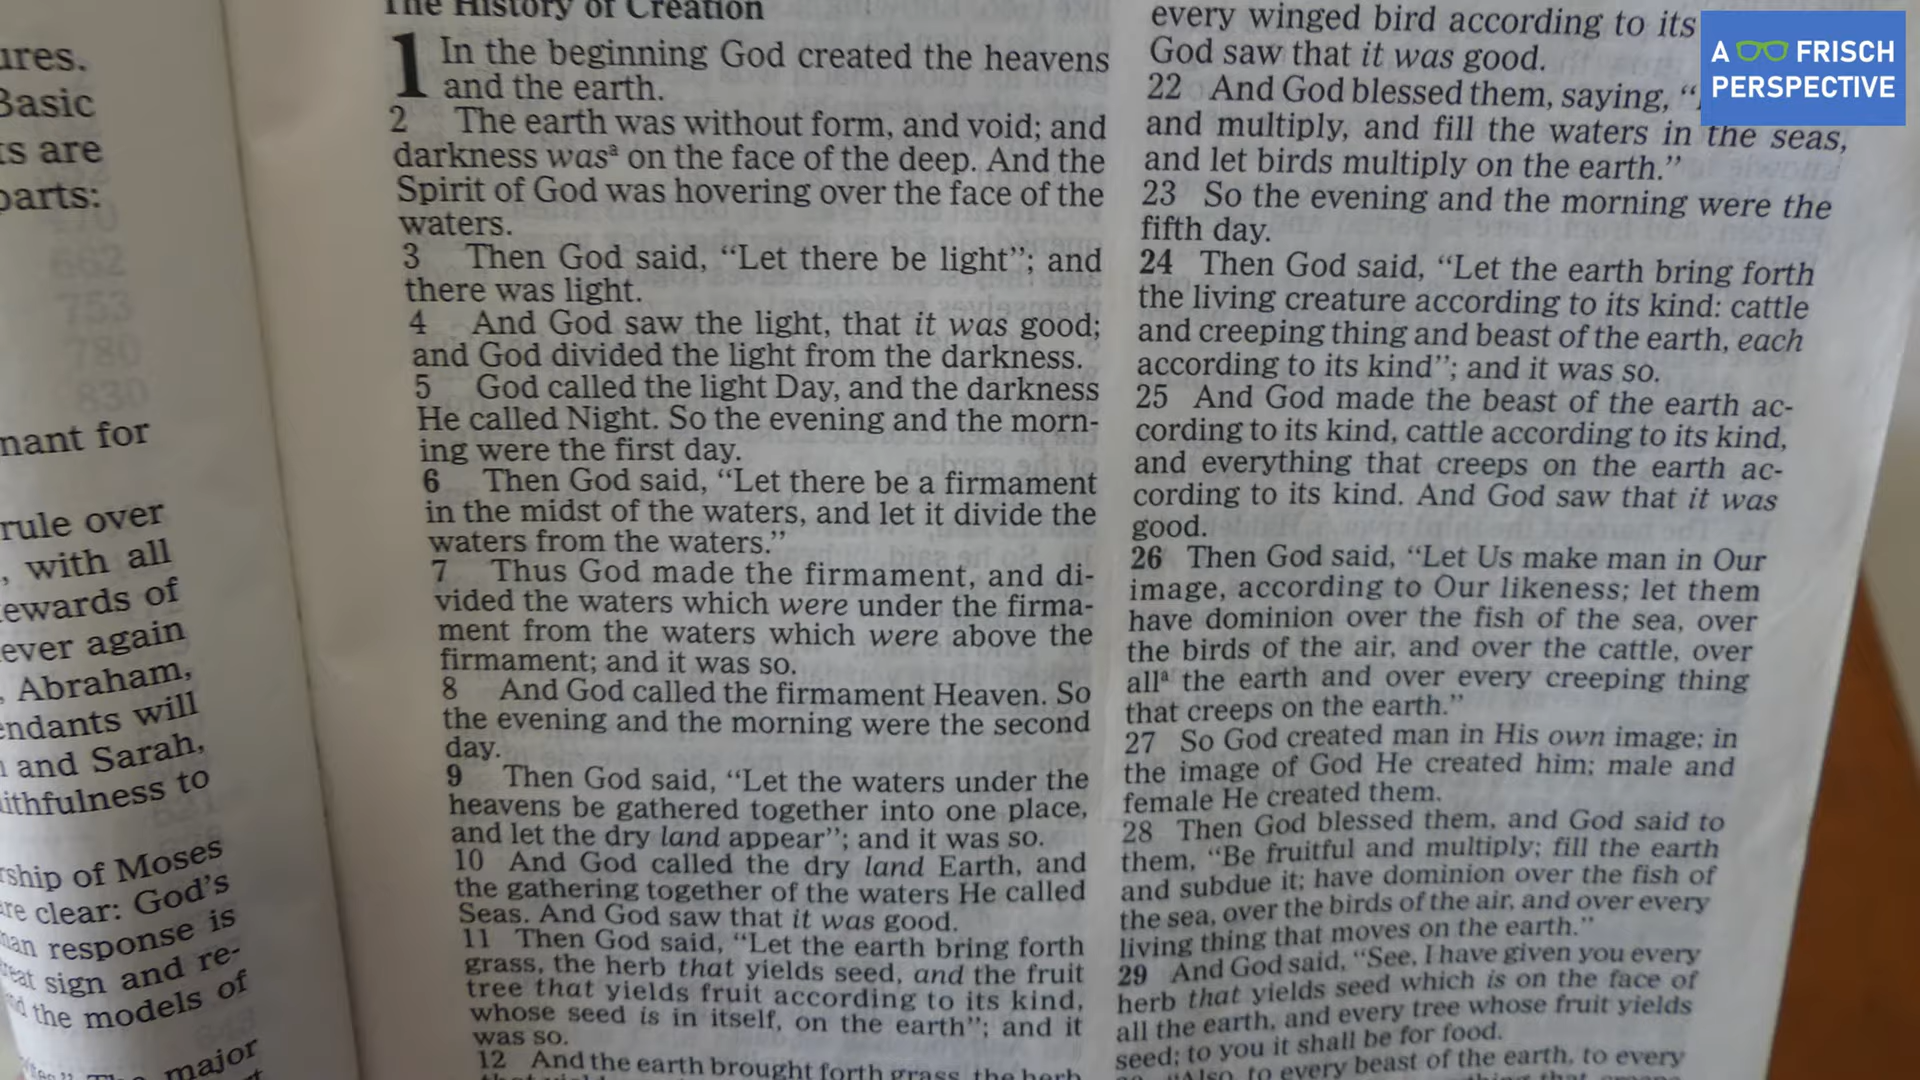 ures.
Basic
ts are
parts:
nant for
rule over
, with all
ewards of
ever again
, Abraham,
endants will
and Sarah,
ithfulness to
rship of Moses
are clear: God's
man response is
reat sign and re-
the models of
major
The History of Creation
1 In the beginning God created the heavens
and the earth.
2 The earth was without form, and void; and
darkness wasa on the face of the deep. And the
Spirit of God was hovering over the face of the
waters.
3 Then God said, “Let there be light”; and
there was light.
4 And God saw the light, that it was good;
and God divided the light from the darkness.
5 God called the light Day, and the darkness
He called Night. So the evening and the morn-
ing were the first day.
6 Then God said, “Let there be a firmament
in the midst of the waters, and let it divide the
waters from the waters.”
7 Thus God made the firmament, and di-
vided the waters which were under the firma-
ment from the waters which were above the
firmament; and it was so.
8 And God called the firmament Heaven. So
the evening and the morning were the second
day.
9 Then God said, “Let the waters under the
heavens be gathered together into one place,
and let the dry land appear”; and it was so.
10 And God called the dry land Earth, and
the gathering together of the waters He called
Seas. And God saw that it was good.
11 Then God said, “Let the earth bring forth
grass, the herb that yields seed, and the fruit
tree that yields fruit according to its kind,
whose seed is in itself, on the earth”; and it
was so.
12 And the earth brought forth grass, the herb
every winged bird according to its
God saw that it was good.
22 And God blessed them, saying, “
and multiply, and fill the waters in the seas,
and let birds multiply on the earth.”
23 So the evening and the morning were the
fifth day.
24 Then God said, “Let the earth bring forth
the living creature according to its kind: cattle
and creeping thing and beast of the earth, each
according to its kind”; and it was so.
25 And God made the beast of the earth ac-
cording to its kind, cattle according to its kind,
and everything that creeps on the earth ac-
cording to its kind. And God saw that it was
good.
26 Then God said, “Let Us make man in Our
image, according to Our likeness; let them
have dominion over the fish of the sea, over
the birds of the air, and over the cattle, over
alla the earth and over every creeping thing
that creeps on the earth.”
27 So God created man in His own image; in
the image of God He created him; male and
female He created them.
28 Then God blessed them, and God said to
them, “Be fruitful and multiply; fill the earth
and subdue it; have dominion over the fish of
the sea, over the birds of the air, and over every
living thing that moves on the earth.”
29 And God said, “See, I have given you every
herb that yields seed which is on the face of
all the earth, and every tree whose fruit yields
seed; to you it shall be for food.
“Also, to every beast of the earth, to every
A FRISCH
PERSPECTIVE